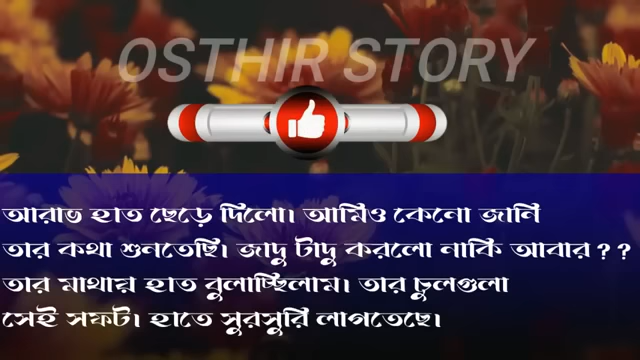 OSTHIR STORY
আরাভ হাত ছেড়ে দিলো। আমিও কেনো জানি
তার কথা শুনতেছি। জাদু টাদু করলো নাকি আবার ? ?
তার মাথায় হাত বুলাচ্ছিলাম। তার চুলগুলা
সেই সফট। হাতে সুরসুরি লাগতেছে।